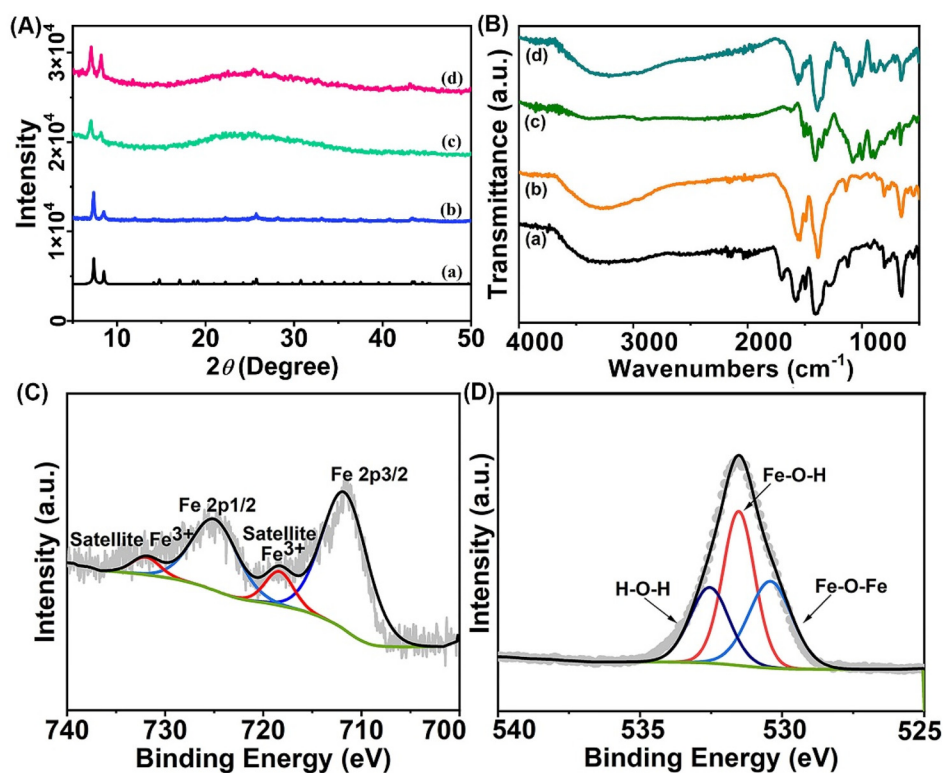 (A)
3×10⁴
2×10⁴
1×10⁴
0
Intensity
(d)
(c)
(b)
(a)
10 20 30 40 50
2θ (Degree)
(B)
Transmittance (a.u.)
(d)
(c)
(b)
(a)
4000 3000 2000 1000
Wavenumbers (cm⁻¹)
(C)
Intensity (a.u.)
Fe 2p3/2
Fe 2p1/2
Satellite Fe³⁺
Satellite
Fe³⁺
740 730 720 710 700
Binding Energy (eV)
(D)
Intensity (a.u.)
Fe-O-H
H-O-H
Fe-O-Fe
540 535 530 525
Binding Energy (eV)